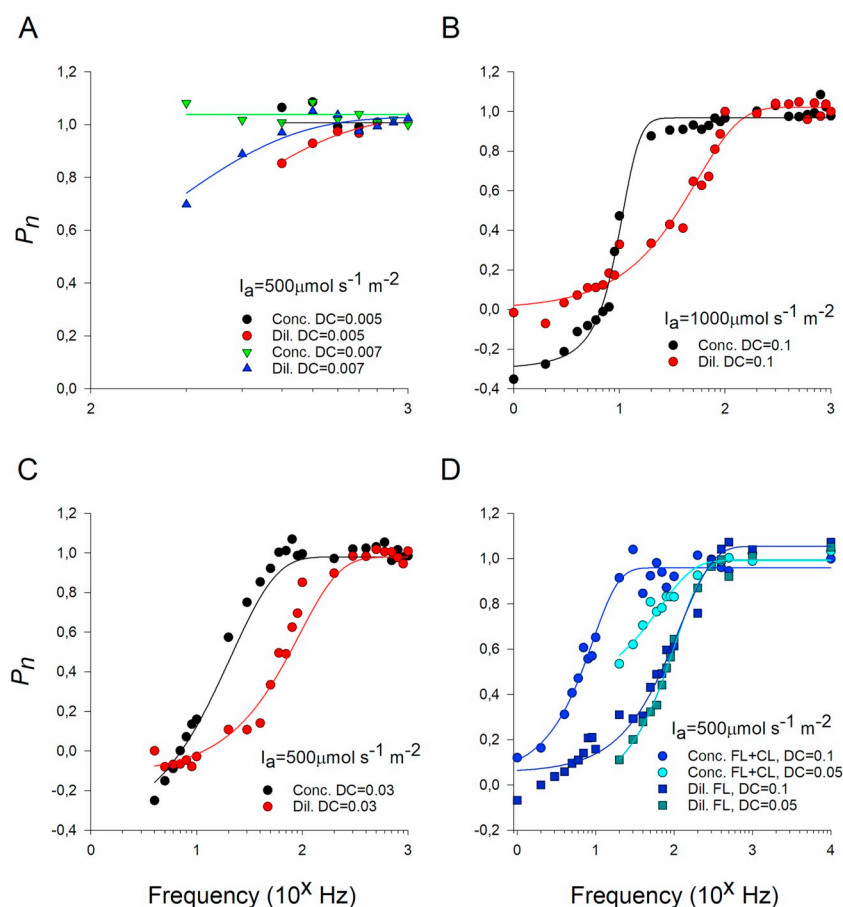 A
1,2
1,0
0,8
0,6
0,4
0,2
0,0
Pn
Ia=500μmol s-1 m-2
Conc. DC=0.005
Dil. DC=0.005
Conc. DC=0.007
Dil. DC=0.007
2 3
B
1,2
1,0
0,8
0,6
0,4
0,2
0,0
-0,2
-0,4
Ia=1000μmol s-1 m-2
Conc. DC=0.1
Dil. DC=0.1
0 1 2 3
C
1,2
1,0
0,8
0,6
0,4
0,2
0,0
-0,2
-0,4
Pn
Ia=500μmol s-1 m-2
Conc. DC=0.03
Dil. DC=0.03
0 1 2 3
Frequency (10x Hz)
D
1,2
1,0
0,8
0,6
0,4
0,2
0,0
-0,2
Ia=500μmol s-1 m-2
Conc. FL+CL, DC=0.1
Conc. FL+CL, DC=0.05
Dil. FL, DC=0.1
Dil. FL, DC=0.05
0 1 2 3 4
Frequency (10x Hz)